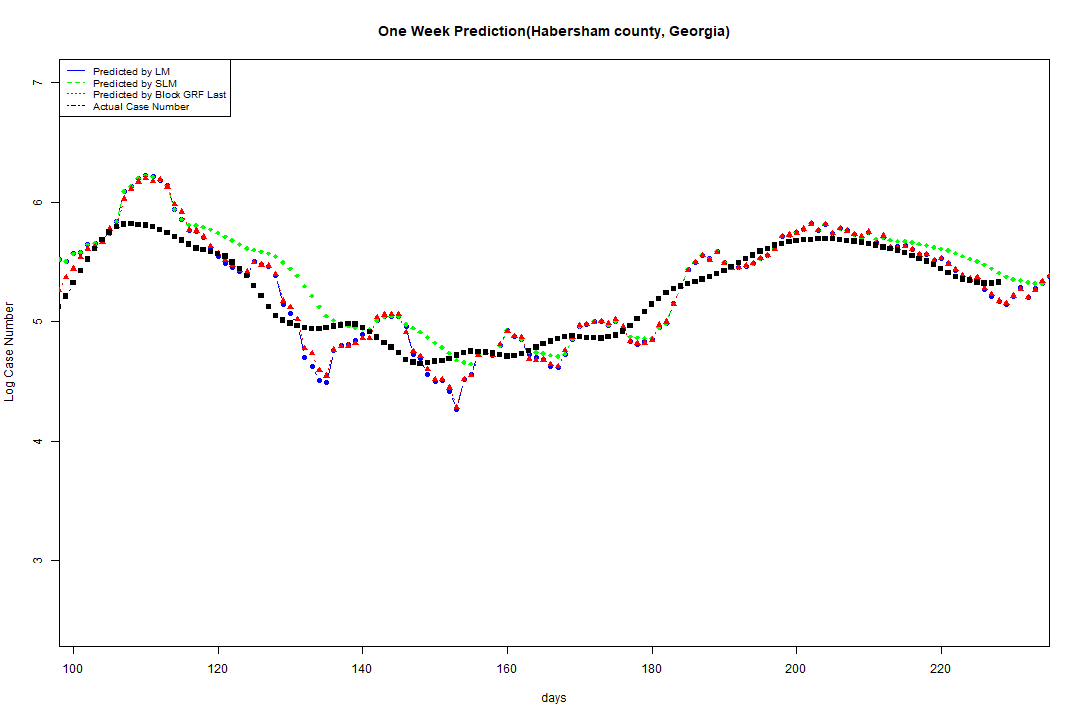 One Week Prediction(Habersham county, Georgia)
Predicted by LM
Predicted by SLM
Predicted by Block GRF Last
Actual Case Number
7
6
5
4
3
Log Case Number
100 120 140 160 180 200 220
days